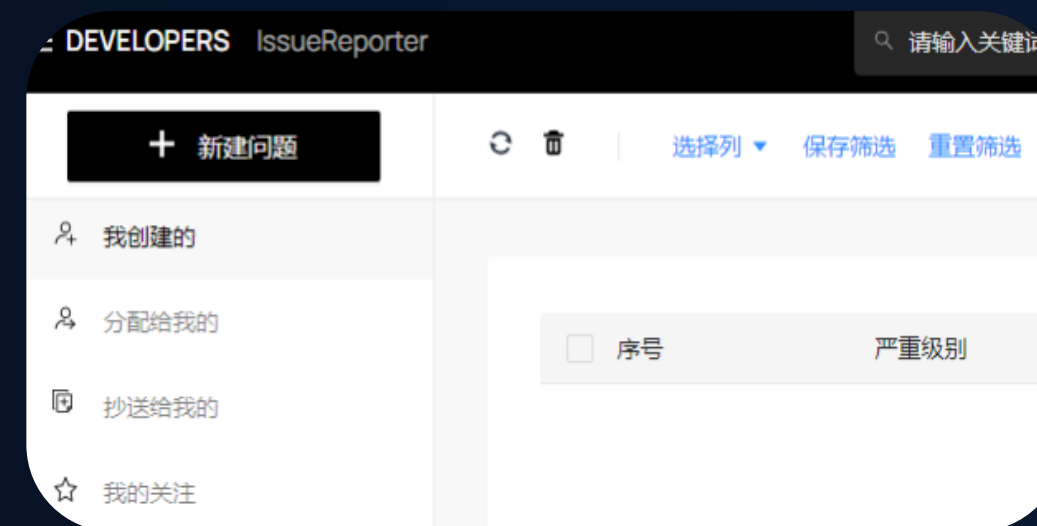 DEVELOPERS IssueReporter
请输入关键
新建问题
选择列 保存筛选 重置筛选
我创建的
分配给我的
序号 严重级别
抄送给我的
我的关注